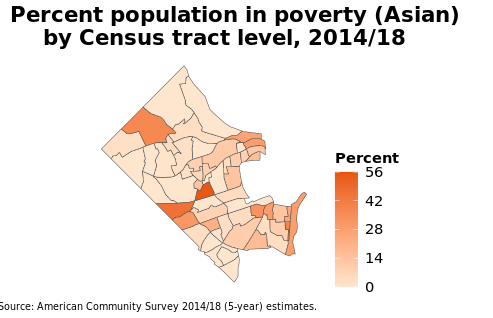 Percent population in poverty (Asian)
by Census tract level, 2014/18
Percent
56
42
28
14
0
Source: American Community Survey 2014/18 (5-year) estimates.